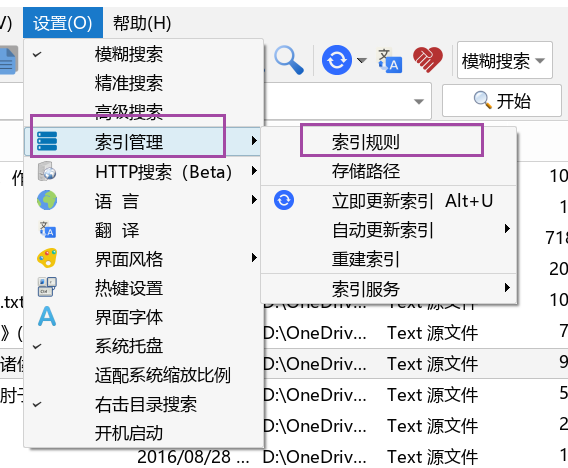 V) 设置(O) 帮助(H)
模糊搜索
精准搜索
高级搜索
索引管理
HTTP搜索（Beta）
语 言
翻 译
界面风格
热键设置
界面字体
系统托盘
适配系统缩放比例
右击目录搜索
开机启动
模糊搜索
开始
索引规则
存储路径
立即更新索引 Alt+U
自动更新索引
重建索引
索引服务
作
10
1
718
20
.txt D:\OneDriv... Text 源文件 10
》( D:\OneDriv... Text 源文件 7
诸侯 D:\OneDriv... Text 源文件 9
肘于 D:\OneDriv... Text 源文件 5
D:\OneDriv... Text 源文件 2
2016/08/28 ... D:\OneDriv... Text 源文件 1